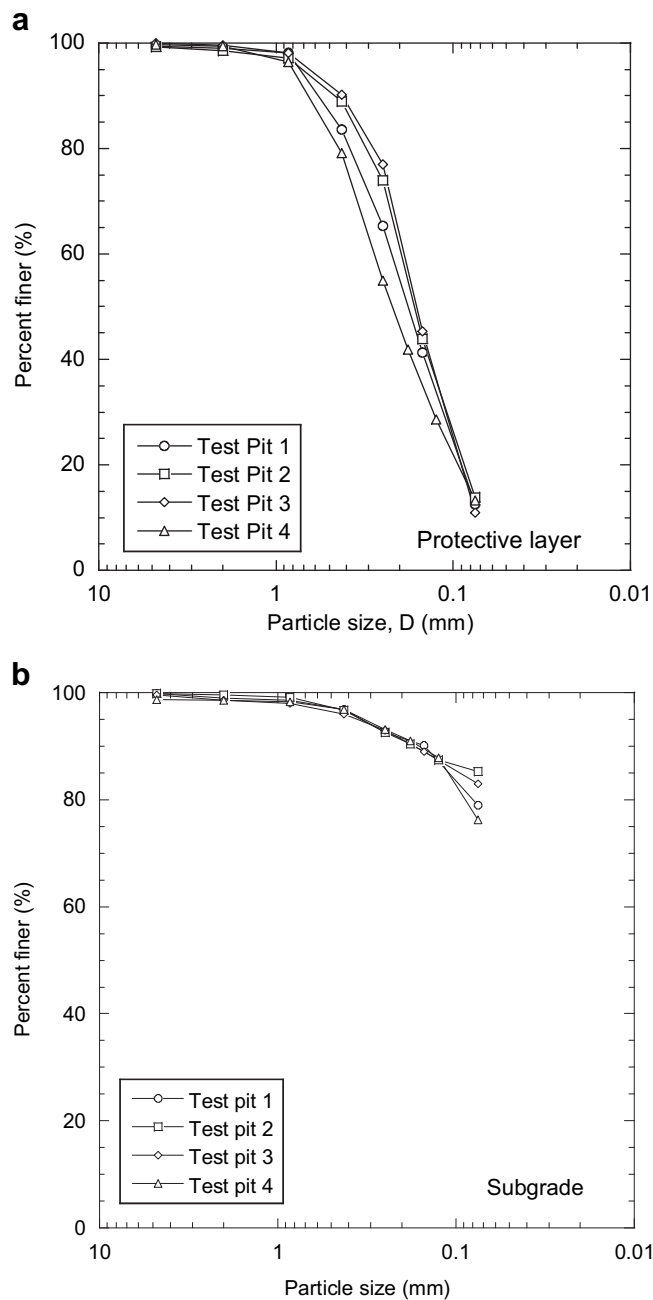 a
100
80
60
40
20
0
Percent finer (%)
Test Pit 1
Test Pit 2
Test Pit 3
Test Pit 4
Protective layer
10 1 0.1 0.01
Particle size, D (mm)
b
100
80
60
40
20
0
Percent finer (%)
Test pit 1
Test pit 2
Test pit 3
Test pit 4
Subgrade
10 1 0.1 0.01
Particle size (mm)